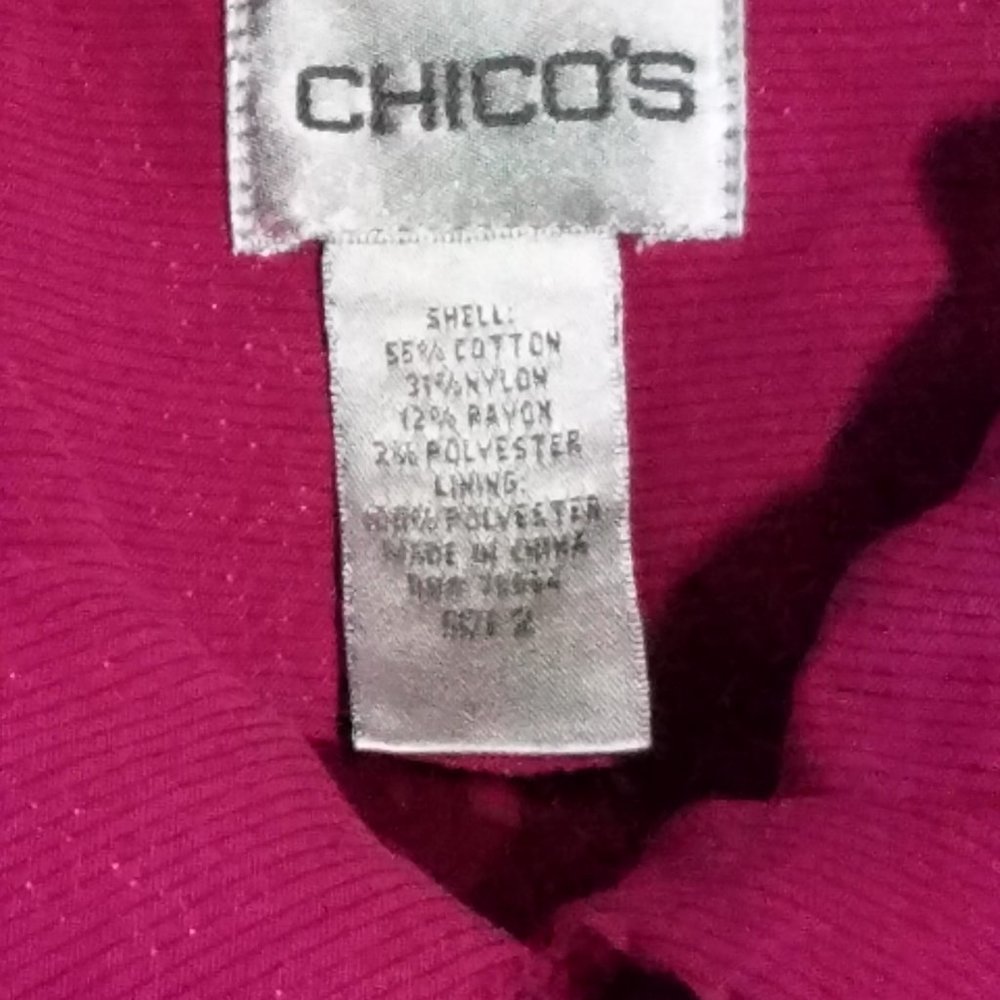 CHICO'S
SHELL:
55% COTTON
31% NYLON
12% RAYON
2% POLYESTER
LINING:
100% POLYESTER
MADE IN CHINA
SIZE 2